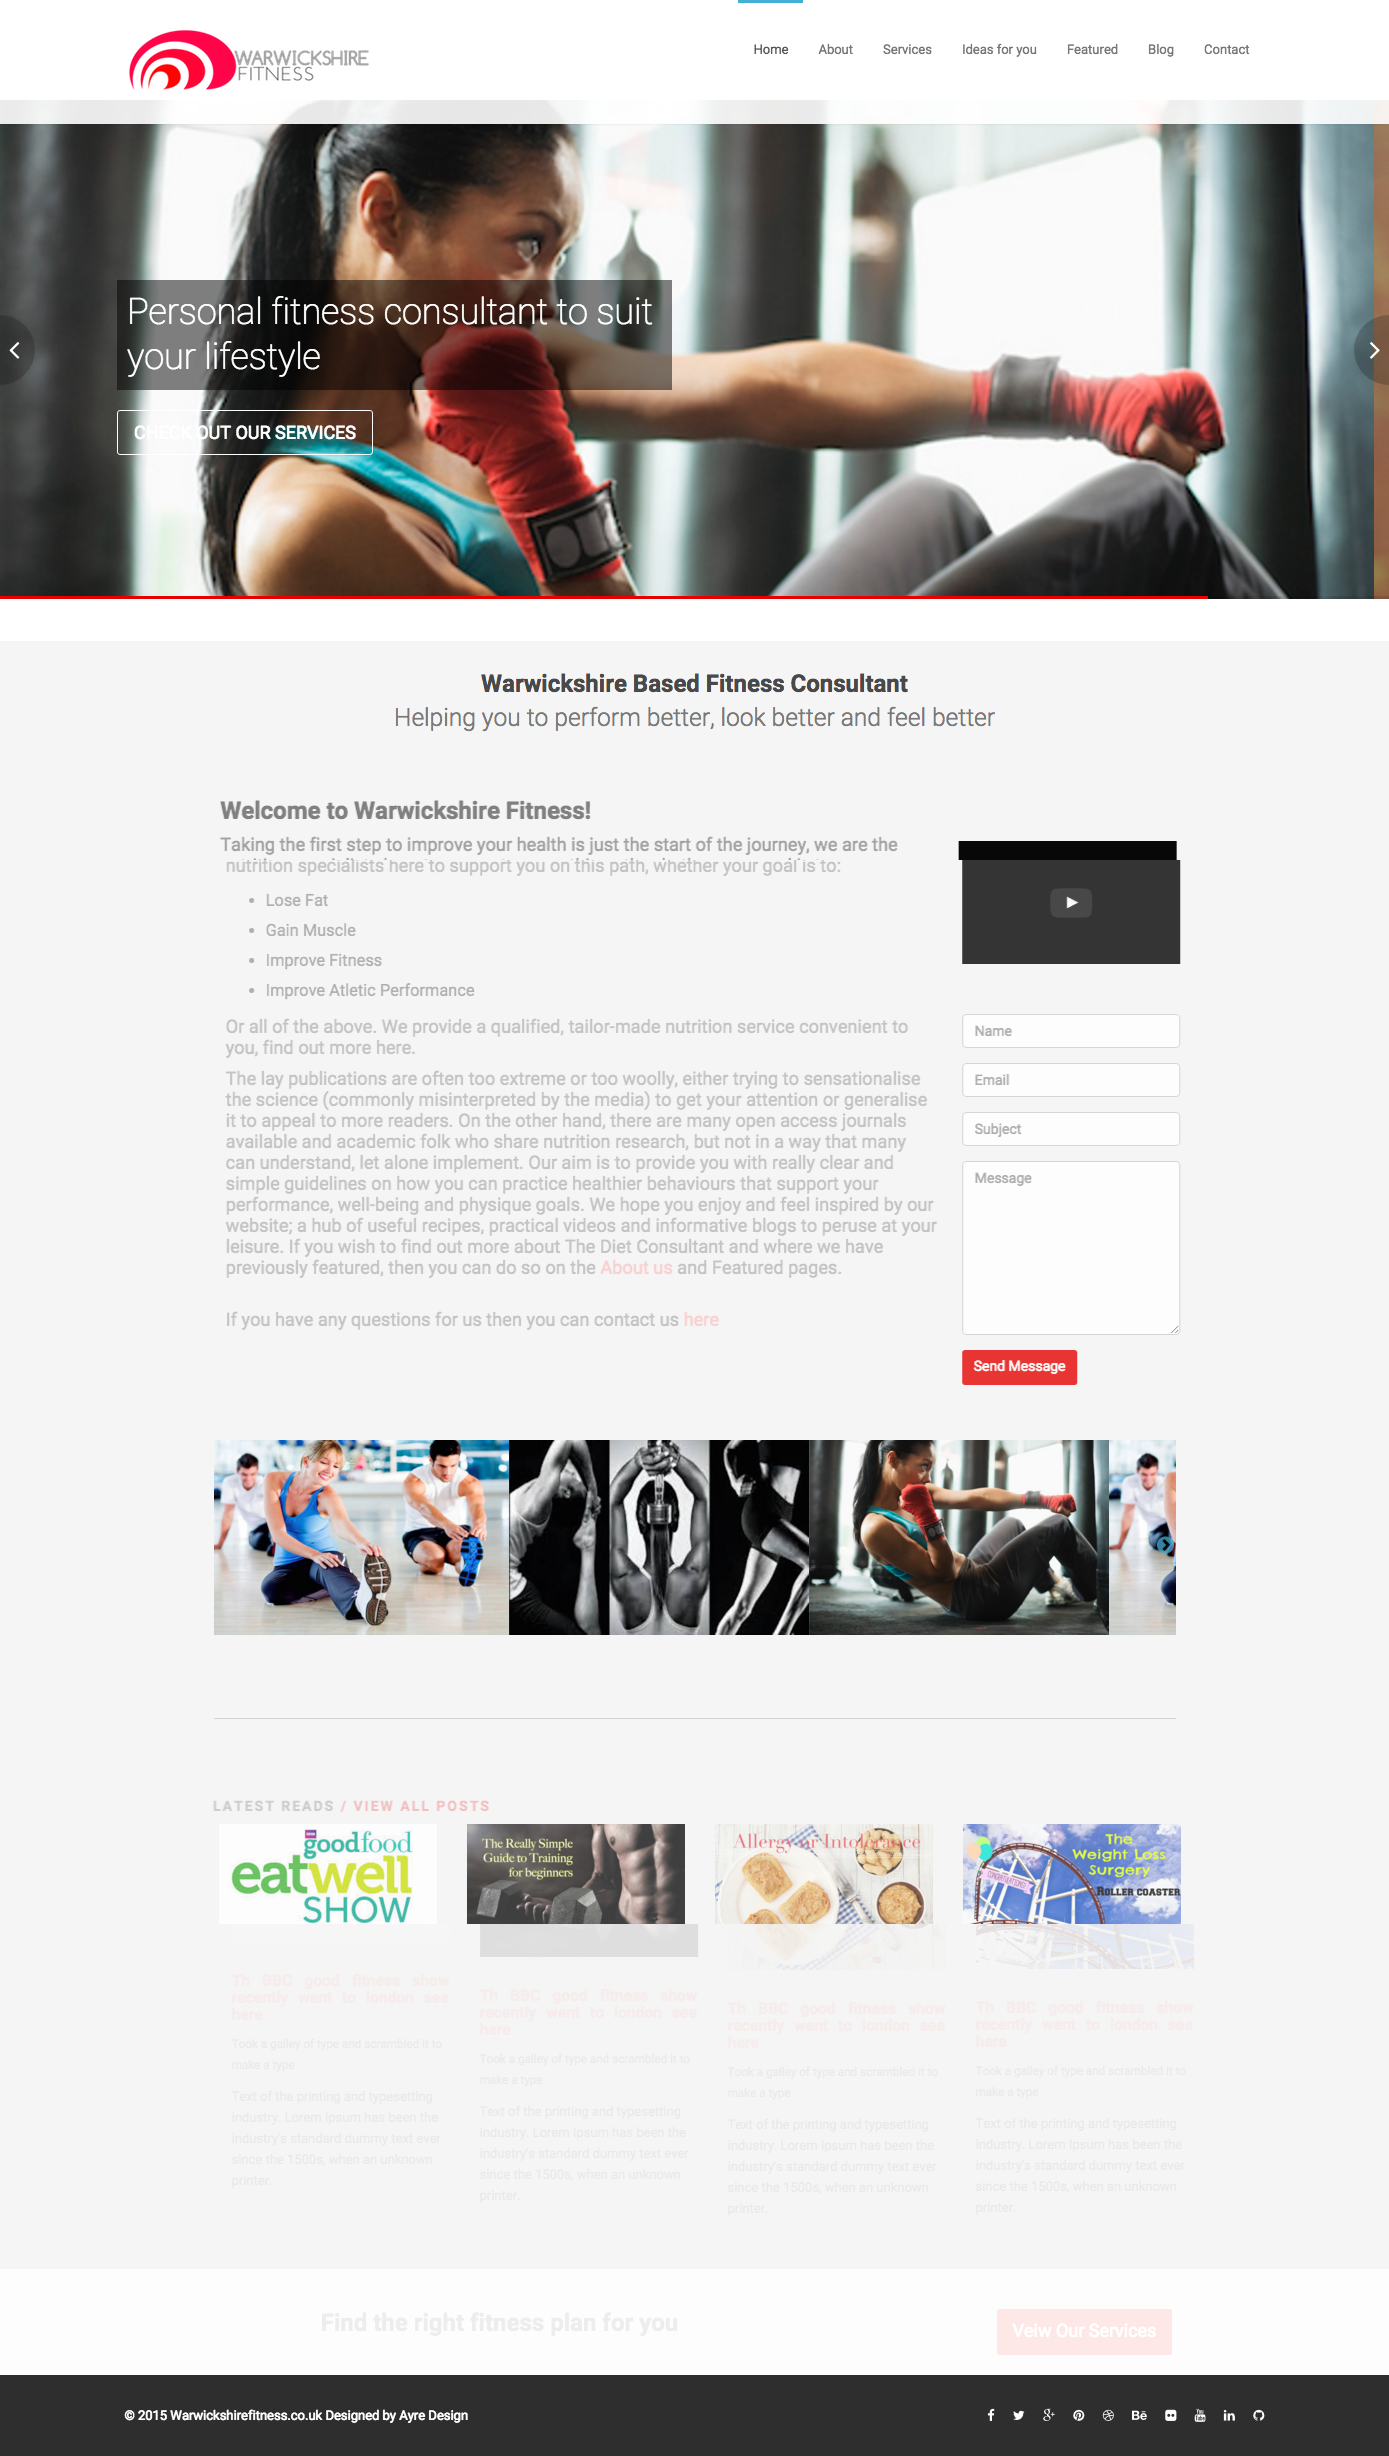 WARWICKSHIRE
FITNESS
Home About Services Ideas for you Featured Blog Contact
Personal fitness consultant to suit
your lifestyle
CHECK OUT OUR SERVICES
Warwickshire Based Fitness Consultant
Helping you to perform better, look better and feel better
Welcome to Warwickshire Fitness!
Taking the first step to improve your health is just the start of the journey, we are the
nutrition specialists here to support you on this path, whether your goal is to:
• Lose Fat
• Gain Muscle
• Improve Fitness
• Improve Atletic Performance
Or all of the above. We provide a qualified, tailor-made nutrition service convenient to
you, find out more here.
The lay publications are often too extreme or too woolly, either trying to sensationalise
the science (commonly misinterpreted by the media) to get your attention or generalise
it to appeal to more readers. On the other hand, there are many open access journals
available and academic folk who share nutrition research, but not in a way that many
can understand, let alone implement. Our aim is to provide you with really clear and
simple guidelines on how you can practice healthier behaviours that support your
performance, well-being and physique goals. We hope you enjoy and feel inspired by our
website; a hub of useful recipes, practical videos and informative blogs to peruse at your
leisure. If you wish to find out more about The Diet Consultant and where we have
previously featured, then you can do so on the About us and Featured pages.
If you have any questions for us then you can contact us here
Name
Email
Subject
Message
Send Message
LATEST READS / VIEW ALL POSTS
goodfood
eatwell
SHOW
Th BBC good fitness show
recently went to london see
here
Took a galley of type and scrambled it to
make a type
Text of the printing and typesetting
industry. Lorem Ipsum has been the
industry's standard dummy text ever
since the 1500s, when an unknown
printer.
The Really Simple
Guide to Training
for beginners
Th BBC good fitness show
recently went to london see
here
Took a galley of type and scrambled it to
make a type
Text of the printing and typesetting
industry. Lorem Ipsum has been the
industry's standard dummy text ever
since the 1500s, when an unknown
printer.
Allergy or Intolerance
Th BBC good fitness show
recently went to london see
here
Took a galley of type and scrambled it to
make a type
Text of the printing and typesetting
industry. Lorem Ipsum has been the
industry's standard dummy text ever
since the 1500s, when an unknown
printer.
The
Weight Loss
Surgery
ROLLER COASTER
CONGRATULATIONS!
Th BBC good fitness show
recently went to london see
here
Took a galley of type and scrambled it to
make a type
Text of the printing and typesetting
industry. Lorem Ipsum has been the
industry's standard dummy text ever
since the 1500s, when an unknown
printer.
Find the right fitness plan for you
Veiw Our Services
© 2015 Warwickshirefitness.co.uk Designed by Ayre Design